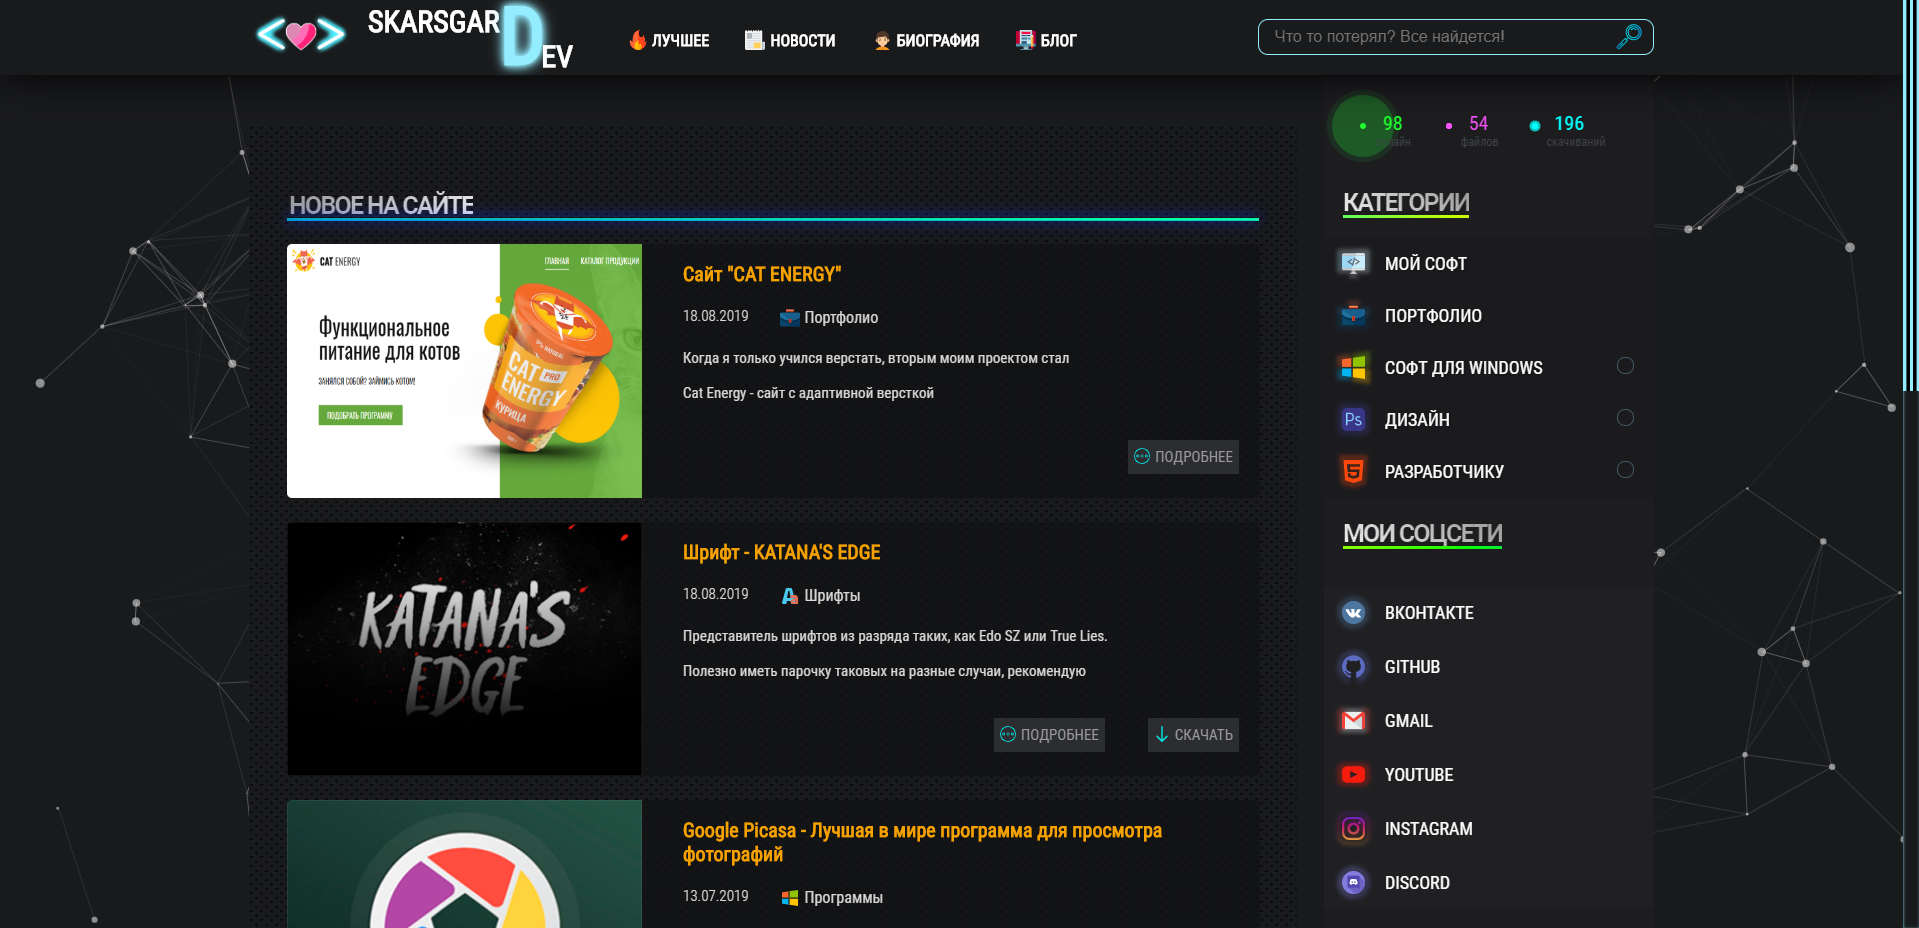 SKARSGARDEV
ЛУЧШЕЕ
НОВОСТИ
БИОГРАФИЯ
БЛОГ
Что то потерял? Все найдется!
98
онлайн
54
файлов
196
скачиваний
НОВОЕ НА САЙТЕ
CAT ENERGY
ГЛАВНАЯ
КАТАЛОГ ПРОДУКЦИИ
Функциональное
питание для котов
ЗАНЯЛСЯ СОБОЙ? ЗАЙМИСЬ КОТОМ!
ПОДОБРАТЬ ПРОГРАММУ
0% NATURAL
CAT PRO
ENERGY
КУРИЦА
Сайт "CAT ENERGY"
18.08.2019
Портфолио
Когда я только учился верстать, вторым моим проектом стал
Cat Energy - сайт с адаптивной версткой
ПОДРОБНЕЕ
KATANA'S
EDGE
Шрифт - KATANA'S EDGE
18.08.2019
Шрифты
Представитель шрифтов из разряда таких, как Edo SZ или True Lies.
Полезно иметь парочку таковых на разные случаи, рекомендую
ПОДРОБНЕЕ
СКАЧАТЬ
Google Picasa - Лучшая в мире программа для просмотра
фотографий
13.07.2019
Программы
КАТЕГОРИИ
МОЙ СОФТ
ПОРТФОЛИО
СОФТ ДЛЯ WINDOWS
Ps
ДИЗАЙН
РАЗРАБОТЧИКУ
МОИ СОЦСЕТИ
ВКОНТАКТЕ
GITHUB
GMAIL
YOUTUBE
INSTAGRAM
DISCORD